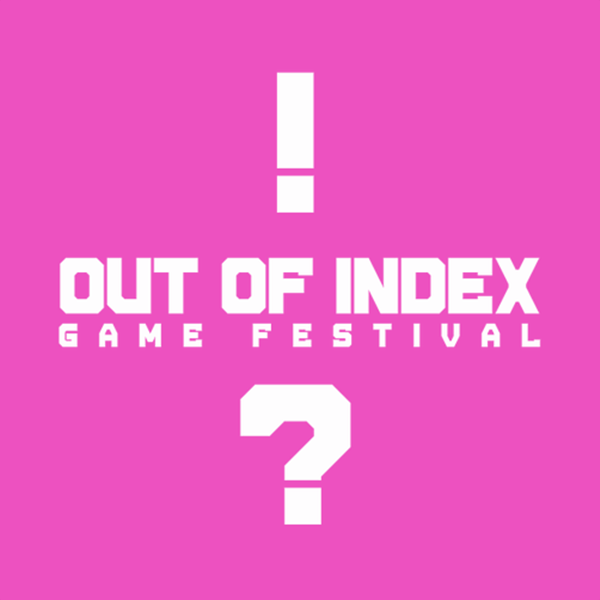 !
OUT OF INDEX
GAME FESTIVAL
?